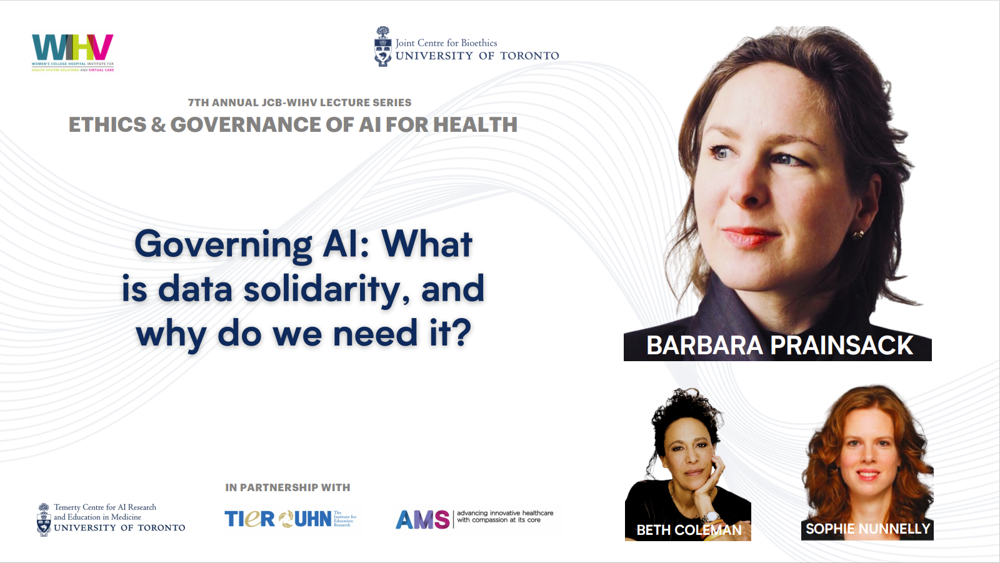 WIHV
WOMEN'S COLLEGE HOSPITAL INSTITUTE FOR
HEALTH SYSTEM SOLUTIONS AND VIRTUAL CARE
Joint Centre for Bioethics
UNIVERSITY OF TORONTO
7TH ANNUAL JCB-WIHV LECTURE SERIES
ETHICS & GOVERNANCE OF AI FOR HEALTH
Governing AI: What
is data solidarity, and
why do we need it?
BARBARA PRAINSACK
BETH COLEMAN
SOPHIE NUNNELLY
IN PARTNERSHIP WITH
Temerty Centre for AI Research
and Education in Medicine
UNIVERSITY OF TORONTO
TIeR UHN
The
Institute for
Education
Research
AMS
advancing innovative healthcare
with compassion at its core